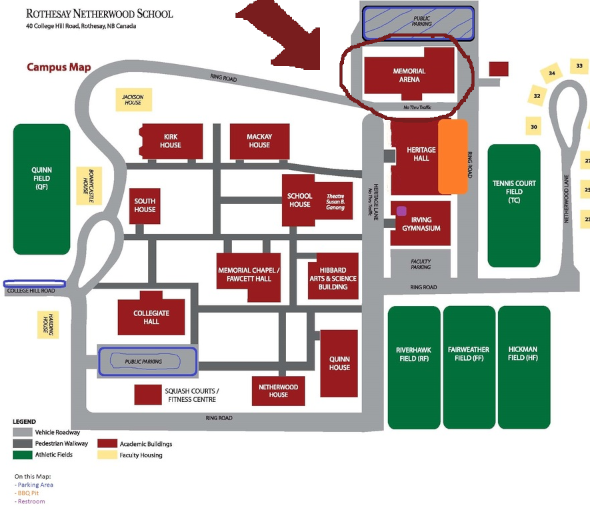 ROTHESAY NETHERWOOD SCHOOL
40 College Hill Road, Rothesay, NB Canada
Campus Map
PUBLIC
PARKING
RING ROAD
MEMORIAL
ARENA
No Thru Traffic
JACKSON
HOUSE
34
33
32
30
KIRK
HOUSE
MACKAY
HOUSE
HERITAGE
HALL
RING ROAD
QUINN
FIELD
(QF)
BONNYCASTLE
HOUSE
SOUTH
HOUSE
SCHOOL
HOUSE
Theatre
Susan B.
Ganong
HERITAGE LANE
No Thru Traffic
TENNIS COURT
FIELD
(TC)
NETHERWOOD LANE
IRVING
GYMNASIUM
MEMORIAL CHAPEL /
FAWCETT HALL
HIBBARD
ARTS & SCIENCE
BUILDING
FACULTY
PARKING
COLLEGE HILL ROAD
RING ROAD
HARDING
HOUSE
COLLEGIATE
HALL
PUBLIC PARKING
QUINN
HOUSE
RIVERHAWK
FIELD (RF)
FAIRWEATHER
FIELD (FF)
HICKMAN
FIELD (HF)
SQUASH COURTS /
FITNESS CENTRE
NETHERWOOD
HOUSE
RING ROAD
LEGEND
Vehicle Roadway
Pedestrian Walkway
Athletic Fields
Academic Buildings
Faculty Housing
On this Map:
- Parking Area
- BBQ Pit
- Restroom